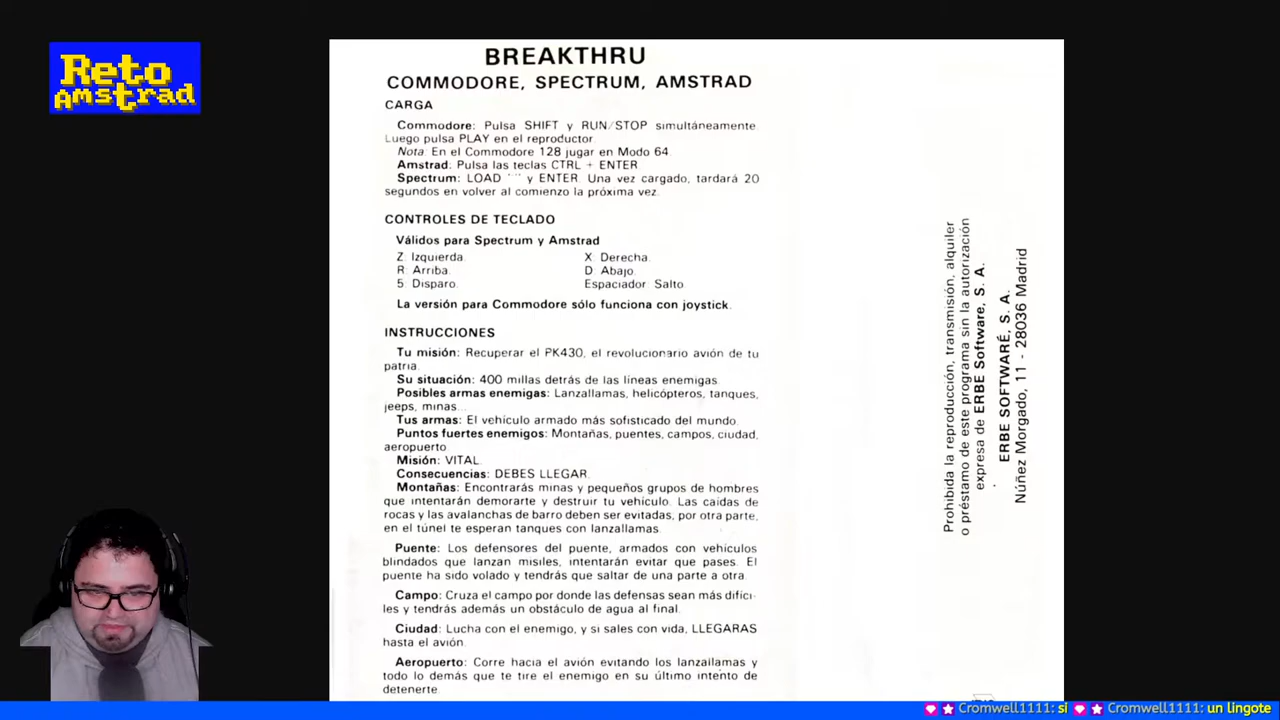 Reto
Amstrad
BREAKTHRU
COMMODORE, SPECTRUM, AMSTRAD
CARGA
Commodore: Pulsa SHIFT y RUN/STOP simultáneamente.
Luego pulsa PLAY en el reproductor.
Nota. En el Commodore 128 jugar en Modo 64.
Amstrad: Pulsa las teclas CTRL + ENTER
Spectrum: LOAD "" y ENTER. Una vez cargado, tardará 20
segundos en volver al comienzo la próxima vez.
CONTROLES DE TECLADO
Válidos para Spectrum y Amstrad
Z. Izquierda. X. Derecha.
R. Arriba. D. Abajo.
5. Disparo. Espaciador. Salto
La versión para Commodore sólo funciona con joystick.
INSTRUCCIONES
Tu misión: Recuperar el PK430, el revolucionario avión de tu
patria.
Su situación: 400 millas detrás de las líneas enemigas.
Posibles armas enemigas: Lanzallamas, helicópteros, tanques,
jeeps, minas...
Tus armas: El vehículo armado más sofisticado del mundo.
Puntos fuertes enemigos: Montañas, puentes, campos, ciudad,
aeropuerto.
Misión: VITAL.
Consecuencias: DEBES LLEGAR.
Montañas: Encontrarás minas y pequeños grupos de hombres
que intentarán demorarte y destruir tu vehículo. Las caídas de
rocas y las avalanchas de barro deben ser evitadas, por otra parte,
en el túnel te esperan tanques con lanzallamas.
Puente: Los defensores del puente, armados con vehículos
blindados que lanzan misiles, intentarán evitar que pases. El
puente ha sido volado y tendrás que saltar de una parte a otra.
Campo: Cruza el campo por donde las defensas sean más difíci-
les y tendrás además un obstáculo de agua al final.
Ciudad: Lucha con el enemigo, y si sales con vida, LLEGARAS
hasta el avión.
Aeropuerto: Corre hacia el avión evitando los lanzallamas y
todo lo demás que te tire el enemigo en su último intento de
detenerte.
Prohibida la reproducción, transmisión, alquiler
o préstamo de este programa sin la autorización
expresa de ERBE Software, S. A.
ERBE SOFTWARE, S. A.
Núñez Morgado, 11 - 28036 Madrid
Cromwell1111: si Cromwell1111: un lingote